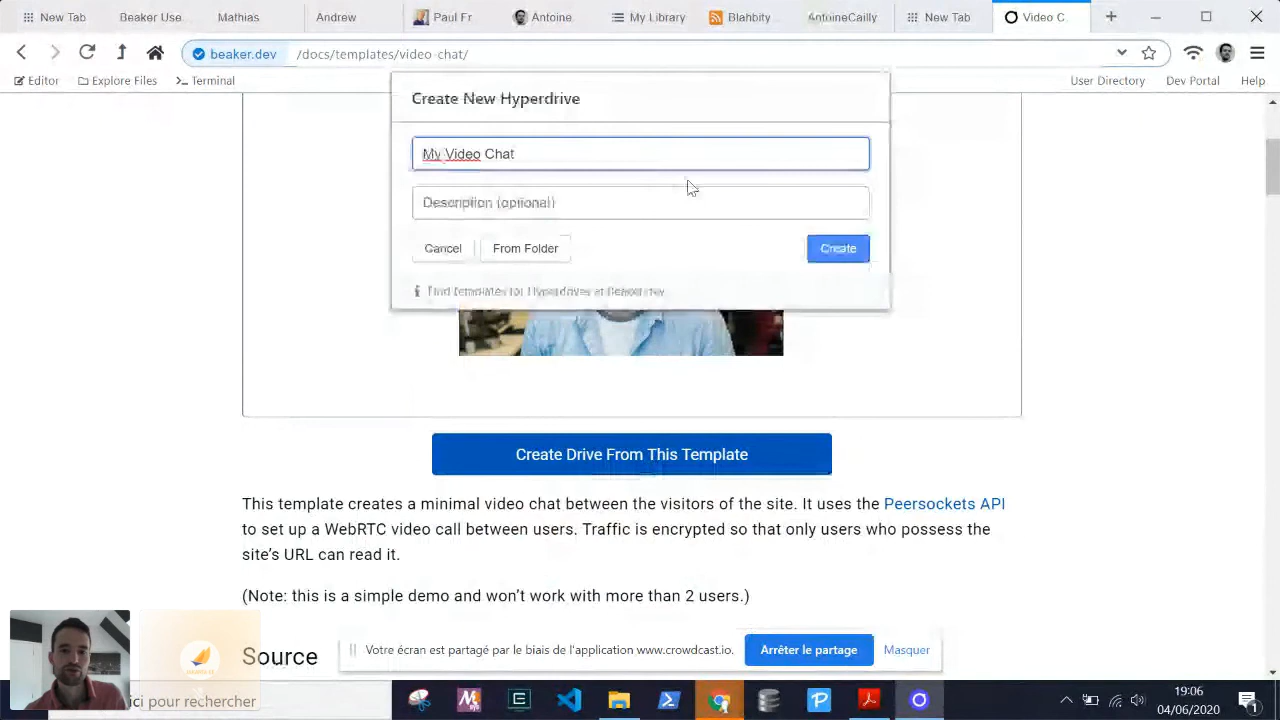 New Tab
Beaker Use
Mathias
Andrew
Paul Fr
Antoine
My Library
Blahbity
AntoineCailly
New Tab
Video C
beaker.dev /docs/templates/video-chat/
Editor
Explore Files
Terminal
User Directory
Dev Portal
Help
Create New Hyperdrive
My Video Chat
Description (optional)
Cancel
From Folder
Create
Find templates for Hyperdrives at Beaker.dev
Create Drive From This Template
This template creates a minimal video chat between the visitors of the site. It uses the Peersockets API
to set up a WebRTC video call between users. Traffic is encrypted so that only users who possess the
site's URL can read it.
(Note: this is a simple demo and won't work with more than 2 users.)
Source
Votre écran est partagé par le biais de l'application www.crowdcast.io.
Arrêter le partage
Masquer
ici pour rechercher
19:06
04/06/2020